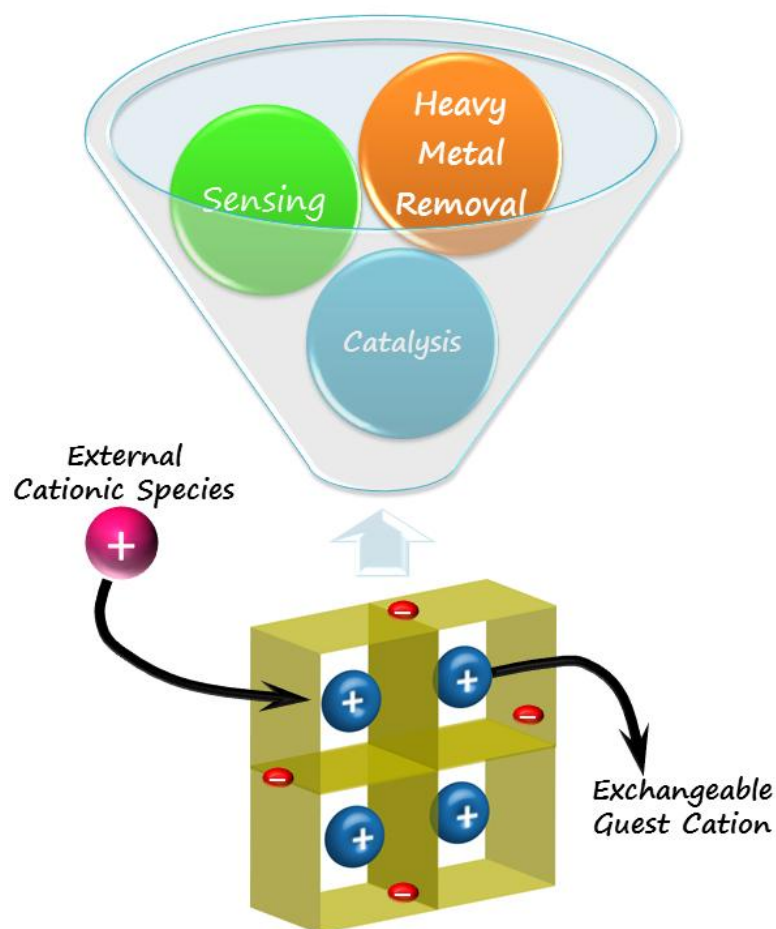 Heavy
Metal
Removal
Sensing
Catalysis
External
Cationic Species
+
−
+
+
−
−
+
+
−
Exchangeable
Guest Cation